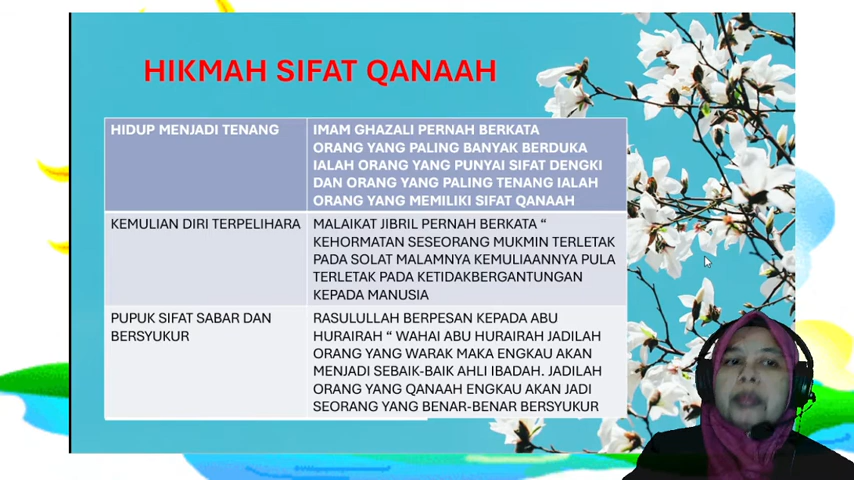 HIKMAH SIFAT QANAAH
HIDUP MENJADI TENANG
IMAM GHAZALI PERNAH BERKATA
ORANG YANG PALING BANYAK BERDUKA
IALAH ORANG YANG PUNYAI SIFAT DENGKI
DAN ORANG YANG PALING TENANG IALAH
ORANG YANG MEMILIKI SIFAT QANAAH
KEMULIAN DIRI TERPELIHARA
MALAIKAT JIBRIL PERNAH BERKATA “
KEHORMATAN SESEORANG MUKMIN TERLETAK
PADA SOLAT MALAMNYA KEMULIAANNYA PULA
TERLETAK PADA KETIDAKBERGANTUNGAN
KEPADA MANUSIA
PUPUK SIFAT SABAR DAN
BERSYUKUR
RASULULLAH BERPESAN KEPADA ABU
HURAIRAH “ WAHAI ABU HURAIRAH JADILAH
ORANG YANG WARAK MAKA ENGKAU AKAN
MENJADI SEBAIK-BAIK AHLI IBADAH. JADILAH
ORANG YANG QANAAH ENGKAU AKAN JADI
SEORANG YANG BENAR-BENAR BERSYUKUR